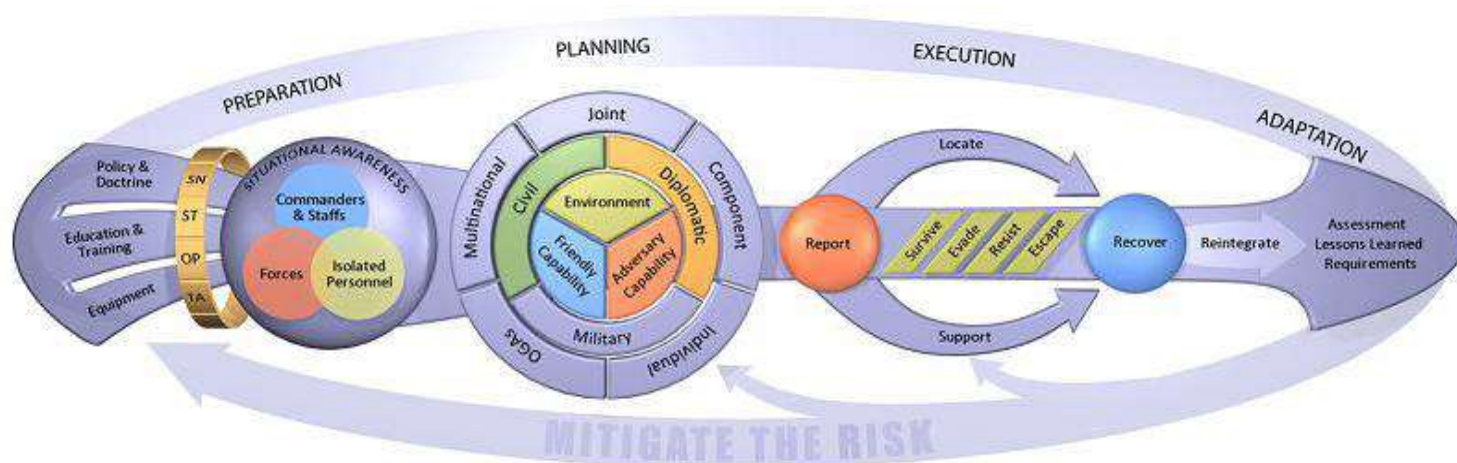 PREPARATION
PLANNING
EXECUTION
ADAPTATION
Policy &
Doctrine
Education &
Training
Equipment
SN
ST
OP
TA
SITUATIONAL AWARENESS
Commanders
& Staffs
Forces
Isolated
Personnel
Joint
Multinational
Component
OGAs
Individual
Civil
Diplomatic
Military
Environment
Friendly
Capability
Adversary
Capability
Report
Locate
Survive
Evade
Resist
Escape
Support
Recover
Reintegrate
Assessment
Lessons Learned
Requirements
MITIGATE THE RISK